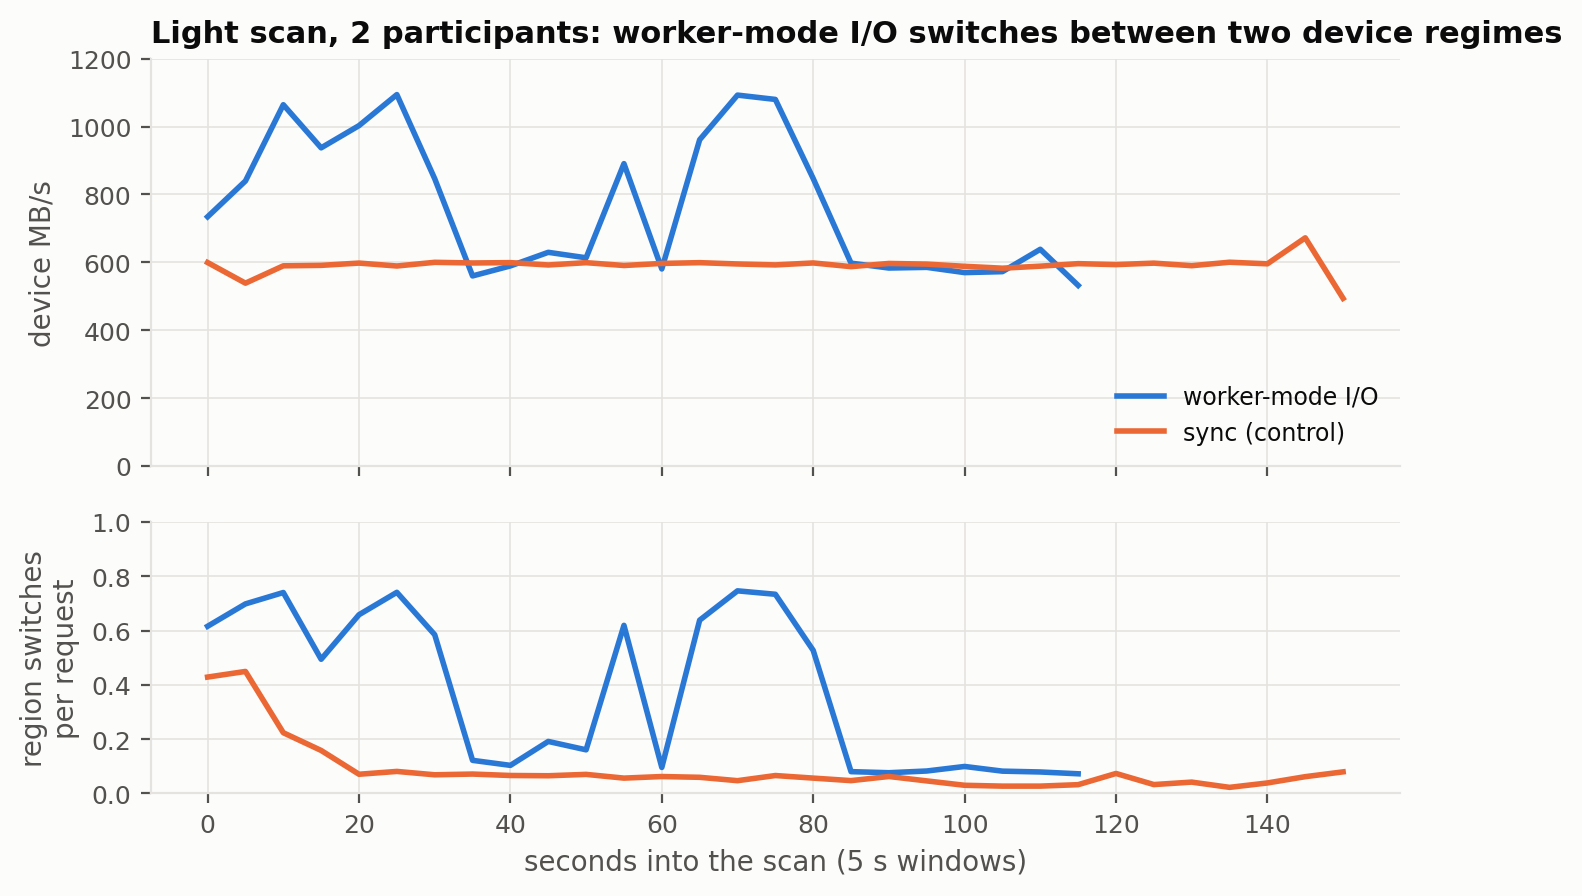 Light scan, 2 participants: worker-mode I/O switches between two device regimes
1200
1000
800
600
400
200
0
device MB/s
worker-mode I/O
sync (control)
1.0
0.8
0.6
0.4
0.2
0.0
region switches
per request
0 20 40 60 80 100 120 140
seconds into the scan (5 s windows)